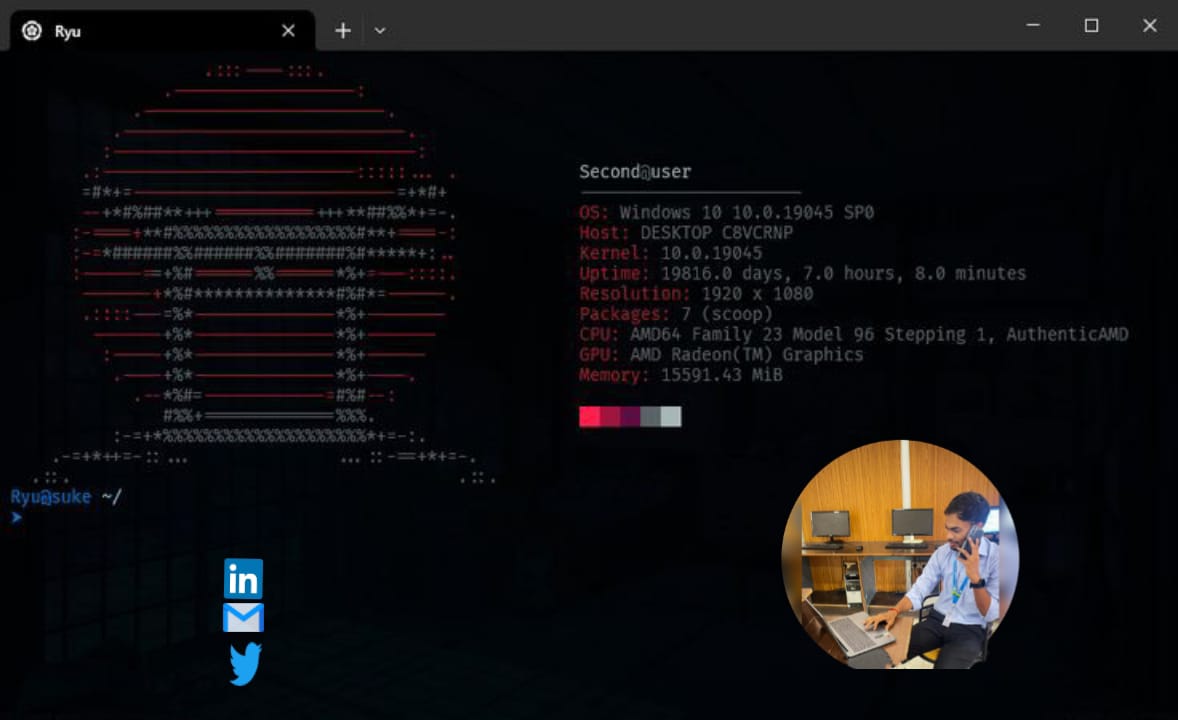 Ryu
Second@user
OS: Windows 10 10.0.19045 SP0
Host: DESKTOP C8VCRNP
Kernel: 10.0.19045
Uptime: 19816.0 days, 7.0 hours, 8.0 minutes
Resolution: 1920 x 1080
Packages: 7 (scoop)
CPU: AMD64 Family 23 Model 96 Stepping 1, AuthenticAMD
GPU: AMD Radeon(TM) Graphics
Memory: 15591.43 MiB
Ryu@suke ~/
➤
in